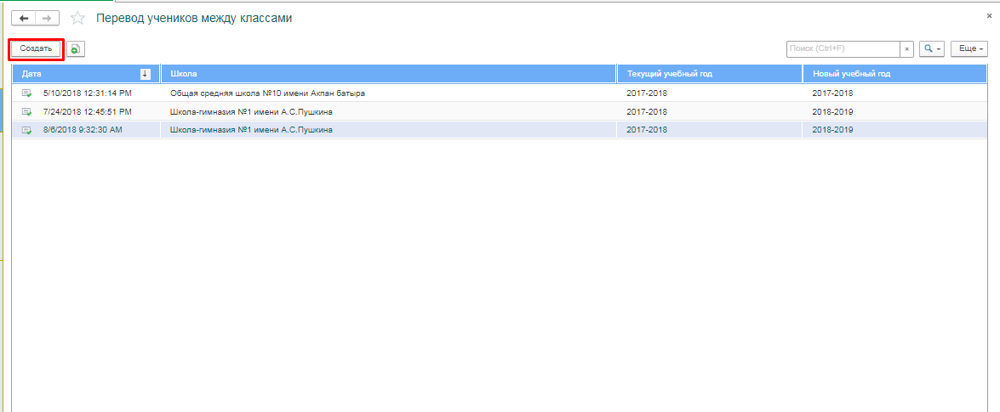 Перевод учеников между классами
Создать Поиск (Ctrl+F) Еще
Дата Школа Текущий учебный год Новый учебный год
5/10/2018 12:31:14 PM Общая средняя школа №10 имени Акпан батыра 2017-2018 2017-2018
7/24/2018 12:45:51 PM Школа-гимназия №1 имени А.С.Пушкина 2017-2018 2018-2019
8/6/2018 9:32:30 AM Школа-гимназия №1 имени А.С.Пушкина 2017-2018 2018-2019